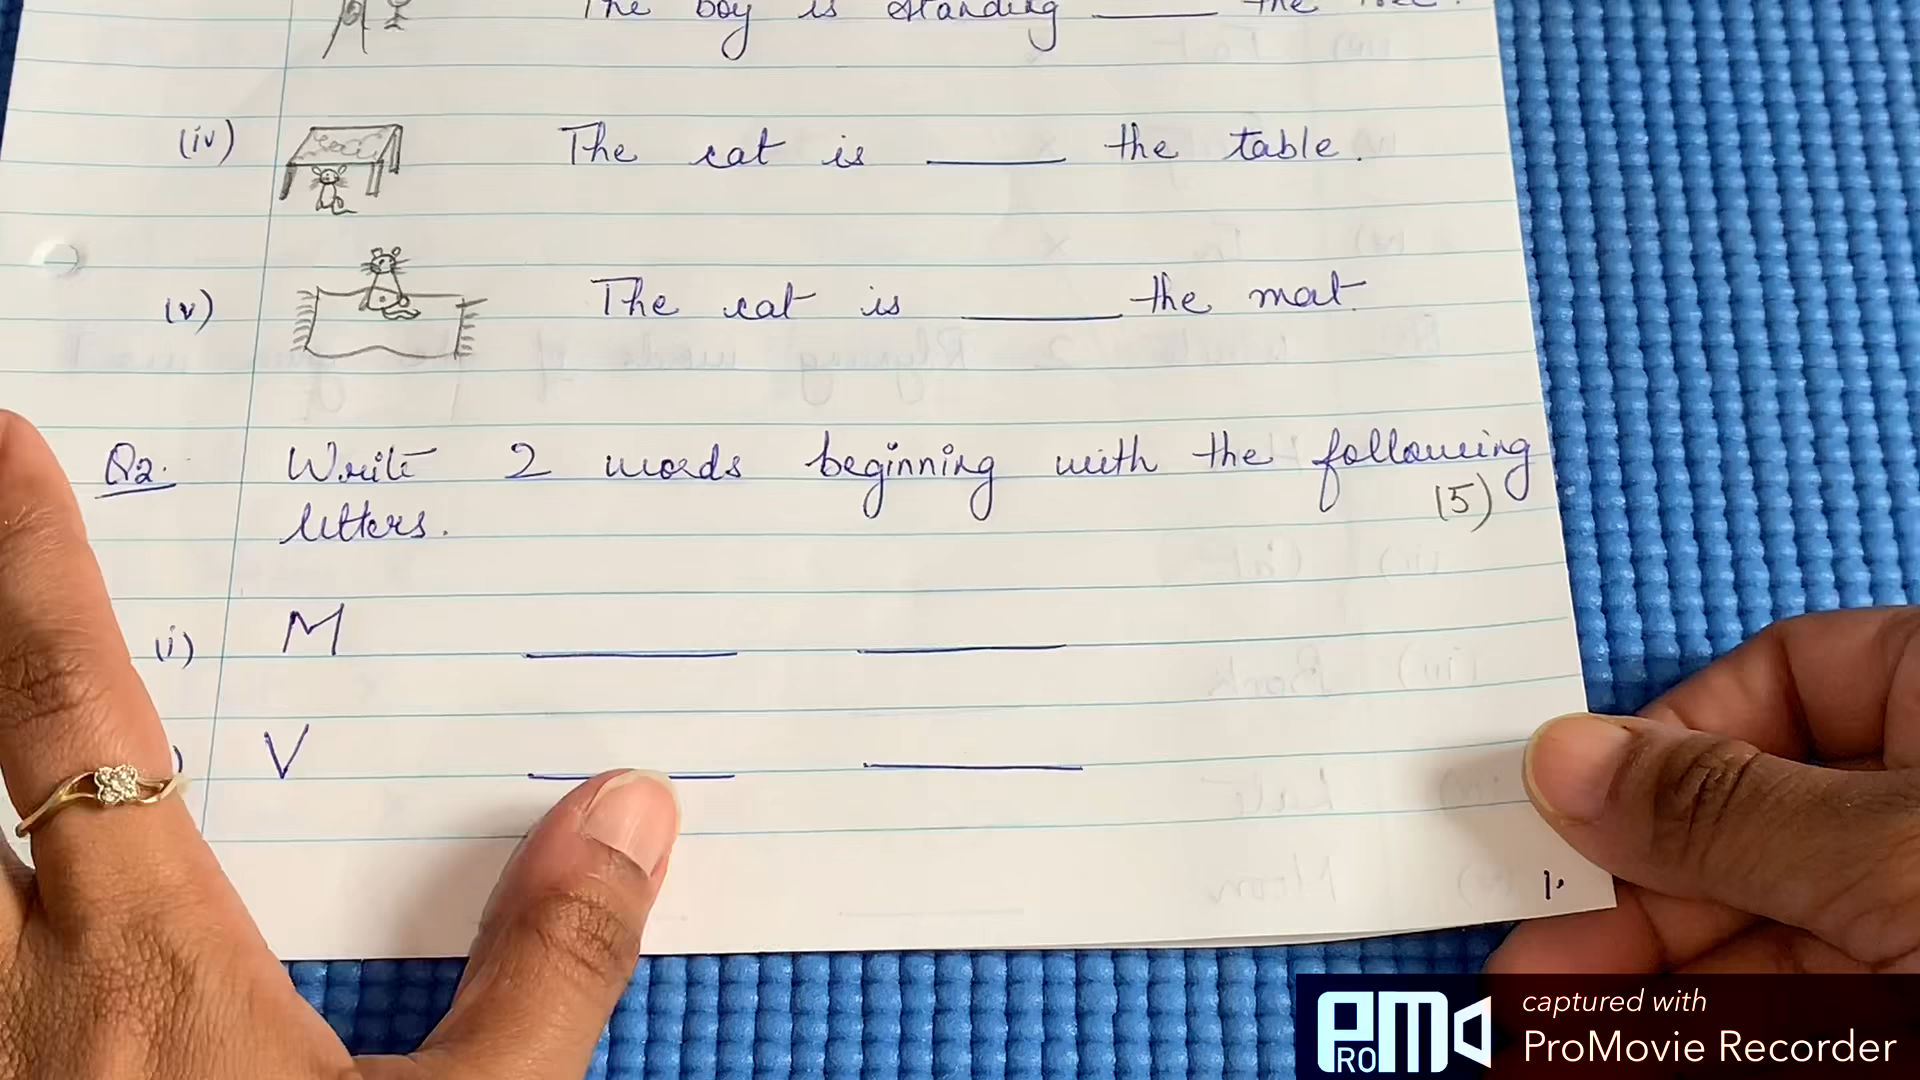 The boy is standing ____ the tree.
(iv) The cat is ____ the table.
(v) The cat is ____ the mat.
Q2. Write 2 words beginning with the following
(5)
letters.
(i) M ____ ____
) V ____ ____
1.
captured with
PRO M
ProMovie Recorder